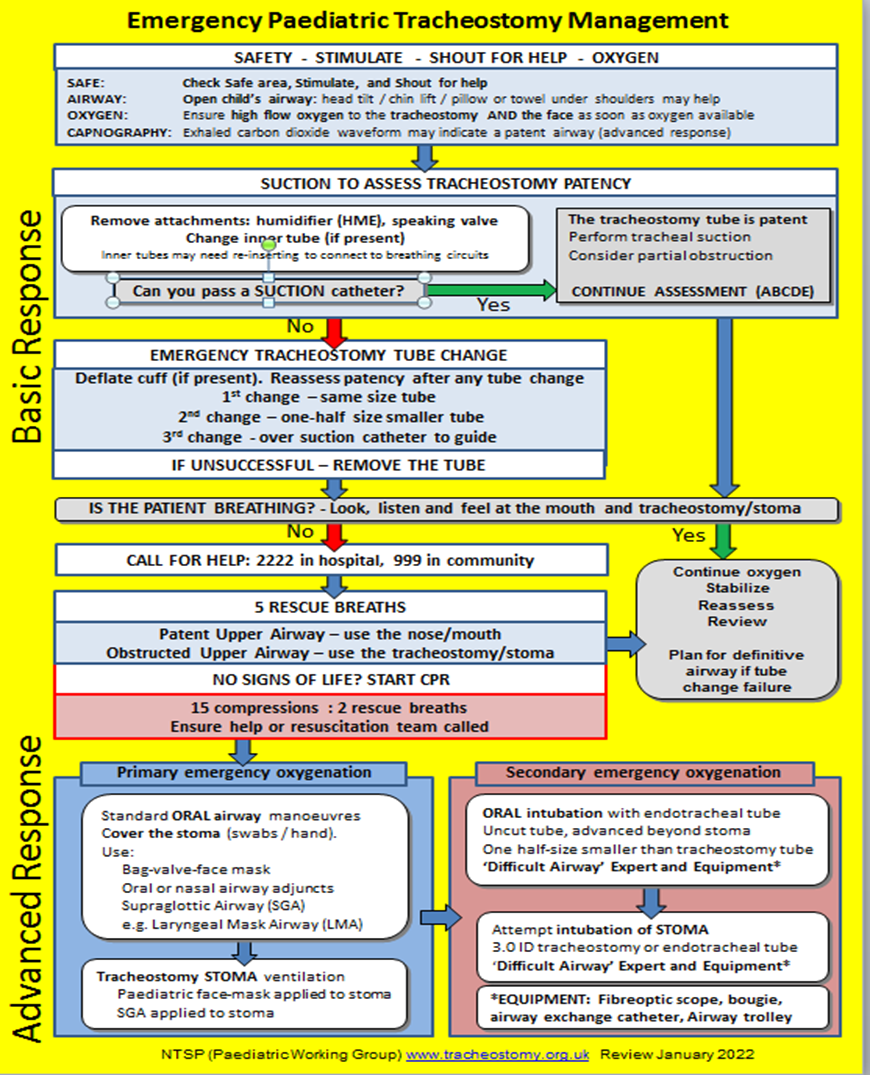 Emergency Paediatric Tracheostomy Management
SAFETY - STIMULATE - SHOUT FOR HELP - OXYGEN
SAFE: Check Safe area, Stimulate, and Shout for help
AIRWAY: Open child's airway: head tilt / chin lift / pillow or towel under shoulders may help
OXYGEN: Ensure high flow oxygen to the tracheostomy AND the face as soon as oxygen available
CAPNOGRAPHY: Exhaled carbon dioxide waveform may indicate a patent airway (advanced response)
Basic Response
SUCTION TO ASSESS TRACHEOSTOMY PATENCY
Remove attachments: humidifier (HME), speaking valve
Change inner tube (if present)
Inner tubes may need re-inserting to connect to breathing circuits
Can you pass a SUCTION catheter?
Yes
The tracheostomy tube is patent
Perform tracheal suction
Consider partial obstruction
CONTINUE ASSESSMENT (ABCDE)
No
EMERGENCY TRACHEOSTOMY TUBE CHANGE
Deflate cuff (if present). Reassess patency after any tube change
1st change – same size tube
2nd change – one-half size smaller tube
3rd change - over suction catheter to guide
IF UNSUCCESSFUL – REMOVE THE TUBE
IS THE PATIENT BREATHING? - Look, listen and feel at the mouth and tracheostomy/stoma
No
Yes
CALL FOR HELP: 2222 in hospital, 999 in community
5 RESCUE BREATHS
Patent Upper Airway – use the nose/mouth
Obstructed Upper Airway – use the tracheostomy/stoma
NO SIGNS OF LIFE? START CPR
15 compressions : 2 rescue breaths
Ensure help or resuscitation team called
Continue oxygen
Stabilize
Reassess
Review
Plan for definitive
airway if tube
change failure
Advanced Response
Primary emergency oxygenation
Standard ORAL airway manoeuvres
Cover the stoma (swabs / hand).
Use:
Bag-valve-face mask
Oral or nasal airway adjuncts
Supraglottic Airway (SGA)
e.g. Laryngeal Mask Airway (LMA)
Tracheostomy STOMA ventilation
Paediatric face-mask applied to stoma
SGA applied to stoma
Secondary emergency oxygenation
ORAL intubation with endotracheal tube
Uncut tube, advanced beyond stoma
One half-size smaller than tracheostomy tube
'Difficult Airway' Expert and Equipment*
Attempt intubation of STOMA
3.0 ID tracheostomy or endotracheal tube
'Difficult Airway' Expert and Equipment*
*EQUIPMENT: Fibreoptic scope, bougie,
airway exchange catheter, Airway trolley
NTSP (Paediatric Working Group) www.tracheostomy.org.uk Review January 2022